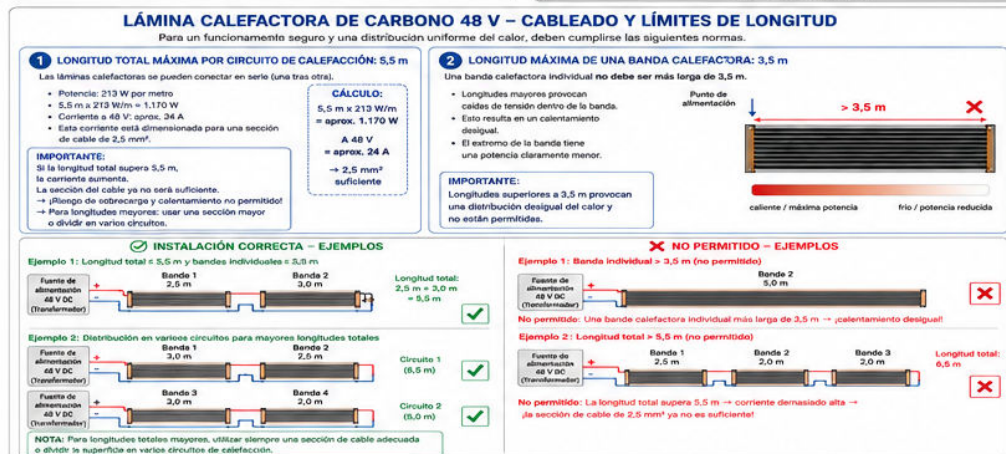 LÁMINA CALEFACTORA DE CARBONO 48 V – CABLEADO Y LÍMITES DE LONGITUD
Para un funcionamiento seguro y una distribución uniforme del calor, deben cumplirse las siguientes normas.
1 LONGITUD TOTAL MÁXIMA POR CIRCUITO DE CALEFACCIÓN: 5,5 m
Las láminas calefactoras se pueden conectar en serie (una tras otra).
• Potencia: 213 W por metro
• 5,5 m x 213 W/m = 1.170 W
• Corriente a 48 V: aprox. 24 A
• Esta corriente está dimensionada para una sección
de cable de 2,5 mm².
CÁLCULO:
5,5 m x 213 W/m
= aprox. 1.170 W
A 48 V
= aprox. 24 A
→ 2,5 mm²
suficiente
IMPORTANTE:
Si la longitud total supera 5,5 m,
la corriente aumenta.
La sección del cable ya no será suficiente.
→ ¡Riesgo de sobrecarga y calentamiento no permitido!
→ Para longitudes mayores: usar una sección mayor
o dividir en varios circuitos.
2 LONGITUD MÁXIMA DE UNA BANDA CALEFACTORA: 3,5 m
Una banda calefactora individual no debe ser más larga de 3,5 m.
• Longitudes mayores provocan
caídas de tensión dentro de la banda.
• Esto resulta en un calentamiento
desigual.
• El extremo de la banda tiene
una potencia claramente menor.
IMPORTANTE:
Longitudes superiores a 3,5 m provocan
una distribución desigual del calor y
no están permitidas.
Punto de
alimentación
> 3,5 m
caliente / máxima potencia
frío / potencia reducida
INSTALACIÓN CORRECTA – EJEMPLOS
Ejemplo 1: Longitud total = 5,5 m y bandes individuales = 3,0 m
Fuente de
alimentación
48 V DC
(Transformador)
+
–
Banda 1
2,5 m
Banda 2
3,0 m
Longitud total:
2,5 m + 3,0 m
= 5,5 m
Ejemplo 2: Distribución en varios circuitos para mayores longitudes totales
Fuente de
alimentación
48 V DC
(Transformador)
+
–
Banda 1
3,0 m
Banda 2
2,5 m
Circuito 1
(6,5 m)
Fuente de
alimentación
48 V DC
(Transformador)
+
–
Banda 3
3,0 m
Banda 4
2,0 m
Circuito 2
(5,0 m)
NOTA: Para longitudes totales mayores, utilizar siempre una sección de cable adecuada
o dividir la superficie en varios circuitos de calefacción.
NO PERMITIDO – EJEMPLOS
Ejemplo 1: Banda individual > 3,5 m (no permitido)
Fuente de
alimentación
48 V DC
(Transformador)
+
–
Banda 2
5,0 m
No permitido: Una bande calefactora individual más larga de 3,5 m → ¡calentamiento desigual!
Ejemplo 2: Longitud total > 5,5 m (no permitido)
Fuente de
alimentación
48 V DC
(Transformador)
+
–
Banda 1
2,5 m
Banda 2
2,0 m
Banda 3
2,0 m
Longitud total:
6,5 m
No permitido: La longitud total supera 5,5 m → corriente demasiado alta →
¡la sección de cable de 2,5 mm² ya no es suficiente!